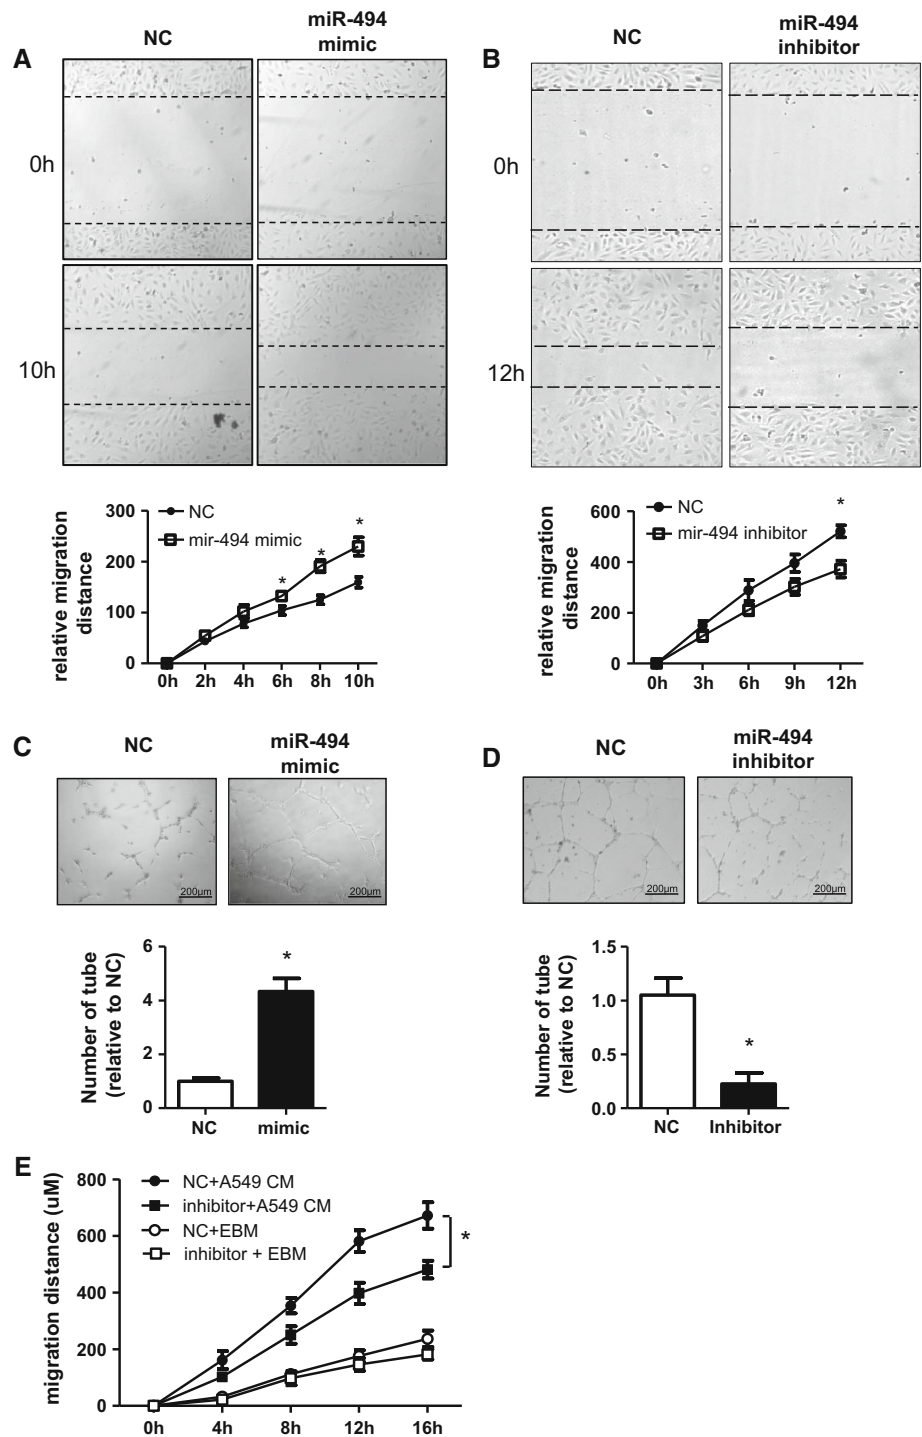 A
NC
miR-494
mimic
0h
10h
relative migration
distance
300
200
100
0
NC
mir-494 mimic
*
*
*
0h 2h 4h 6h 8h 10h
B
NC
miR-494
inhibitor
0h
12h
relative migration
distance
600
400
200
0
NC
mir-494 inhibitor
*
0h 3h 6h 9h 12h
C
NC
miR-494
mimic
200µm
200µm
Number of tube
(relative to NC)
6
4
2
0
*
NC mimic
D
NC
miR-494
inhibitor
200µm
200µm
Number of tube
(relative to NC)
1.5
1.0
0.5
0.0
*
NC Inhibitor
E
migration distance (uM)
800
600
400
200
0
NC+A549 CM
inhibitor+A549 CM
NC+EBM
inhibitor + EBM
*
0h 4h 8h 12h 16h